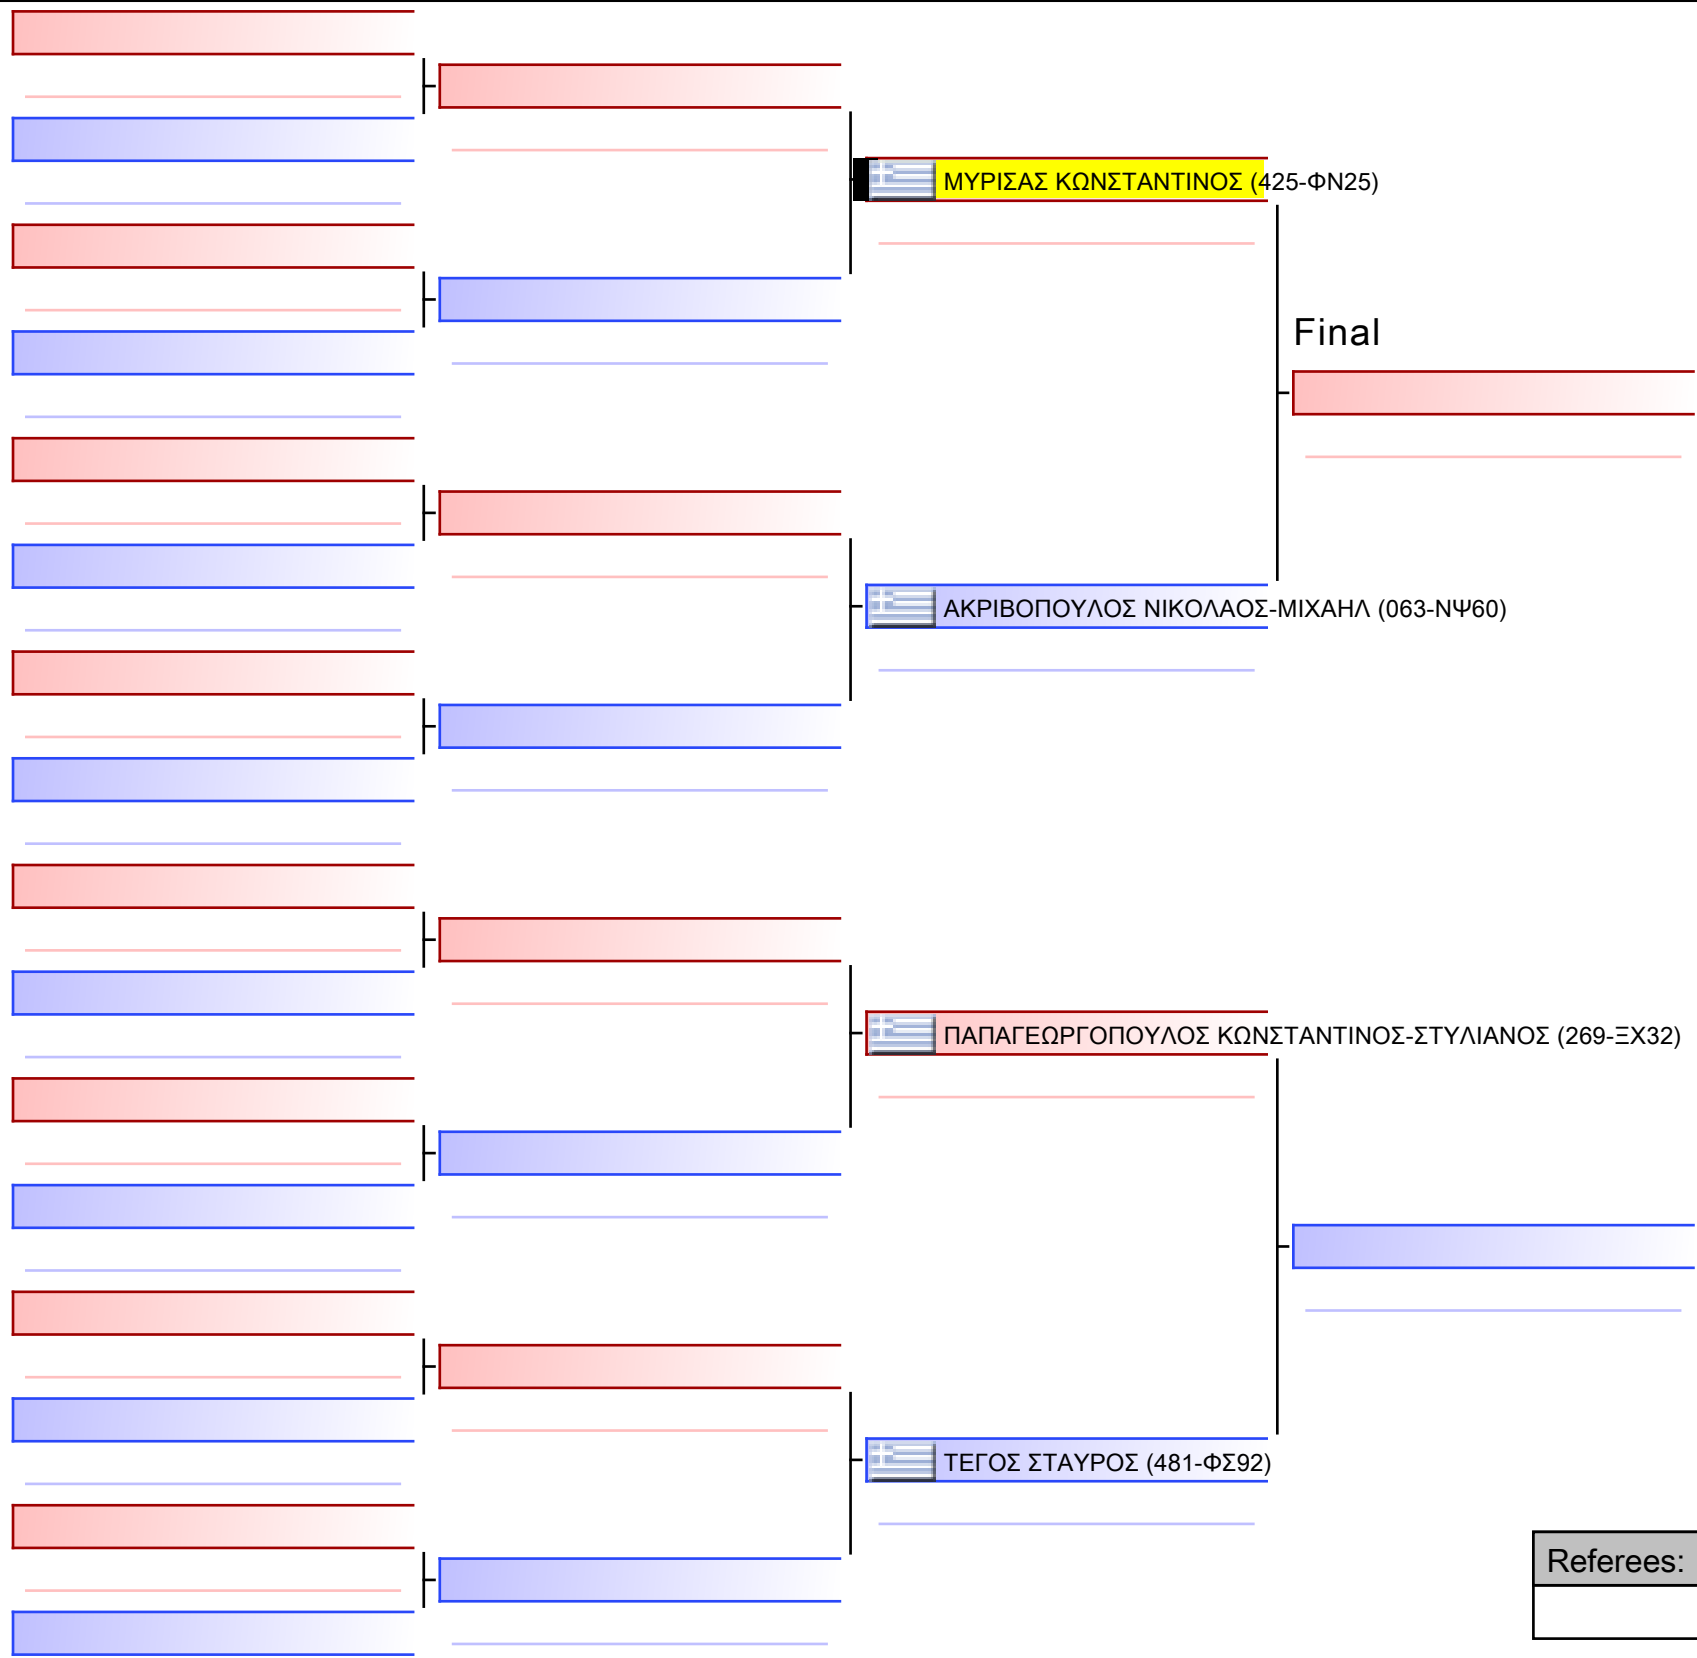 ΜΥΡΙΣΑΣ ΚΩΝΣΤΑΝΤΙΝΟΣ (425-ΦΝ25)
Final
ΑΚΡΙΒΟΠΟΥΛΟΣ ΝΙΚΟΛΑΟΣ-ΜΙΧΑΗΛ (063-ΝΨ60)
ΠΑΠΑΓΕΩΡΓΟΠΟΥΛΟΣ ΚΩΝΣΤΑΝΤΙΝΟΣ-ΣΤΥΛΙΑΝΟΣ (269-ΞΧ32)
ΤΕΓΟΣ ΣΤΑΥΡΟΣ (481-ΦΣ92)
Referees: